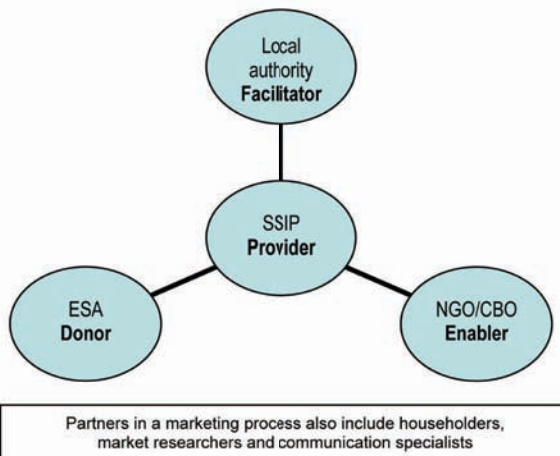 Local
authority
Facilitator
SSIP
Provider
ESA
Donor
NGO/CBO
Enabler
Partners in a marketing process also include householders,
market researchers and communication specialists